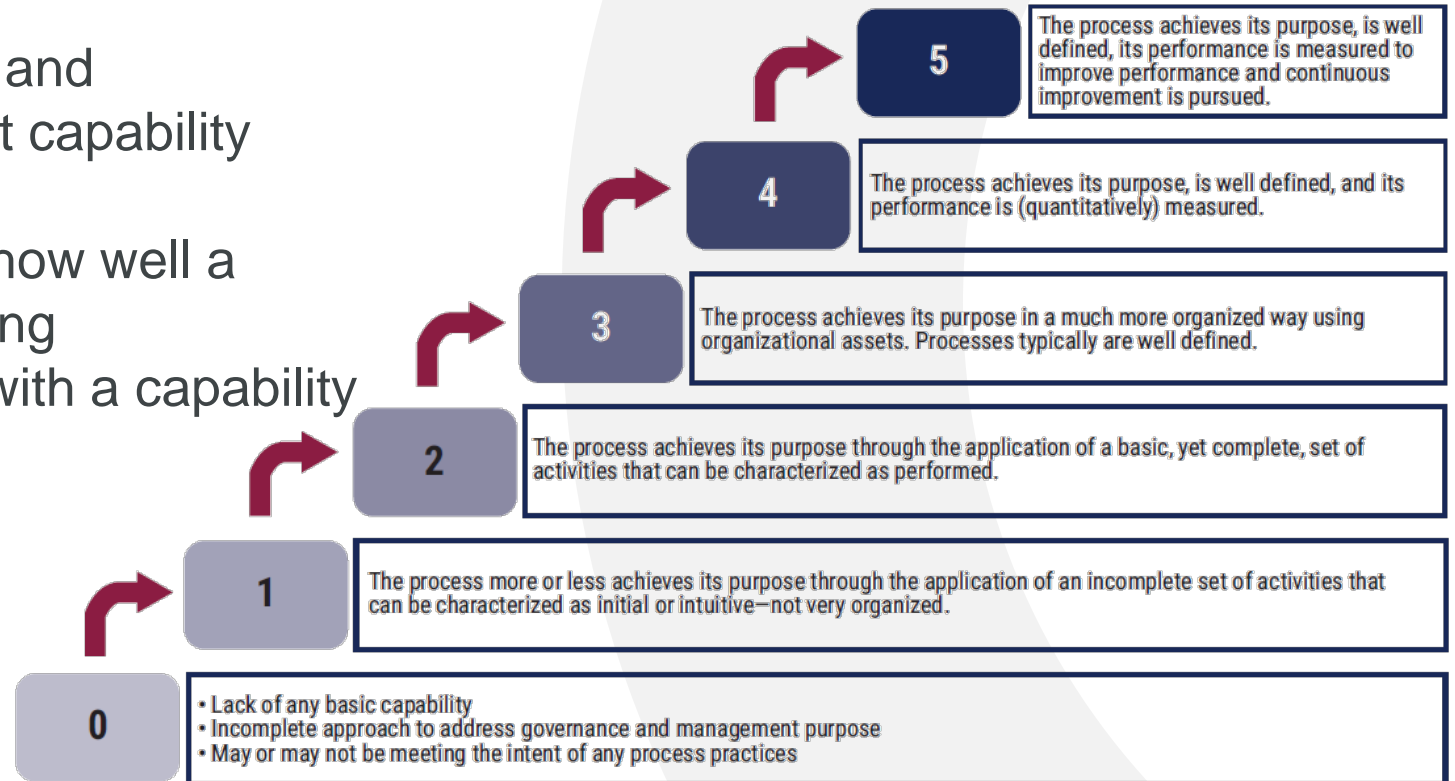 and
t capability
how well a
ng
with a capability
5
The process achieves its purpose, is well
defined, its performance is measured to
improve performance and continuous
improvement is pursued.
4
The process achieves its purpose, is well defined, and its
performance is (quantitatively) measured.
3
The process achieves its purpose in a much more organized way using
organizational assets. Processes typically are well defined.
2
The process achieves its purpose through the application of a basic, yet complete, set of
activities that can be characterized as performed.
1
The process more or less achieves its purpose through the application of an incomplete set of activities that
can be characterized as initial or intuitive—not very organized.
0
• Lack of any basic capability
• Incomplete approach to address governance and management purpose
• May or may not be meeting the intent of any process practices